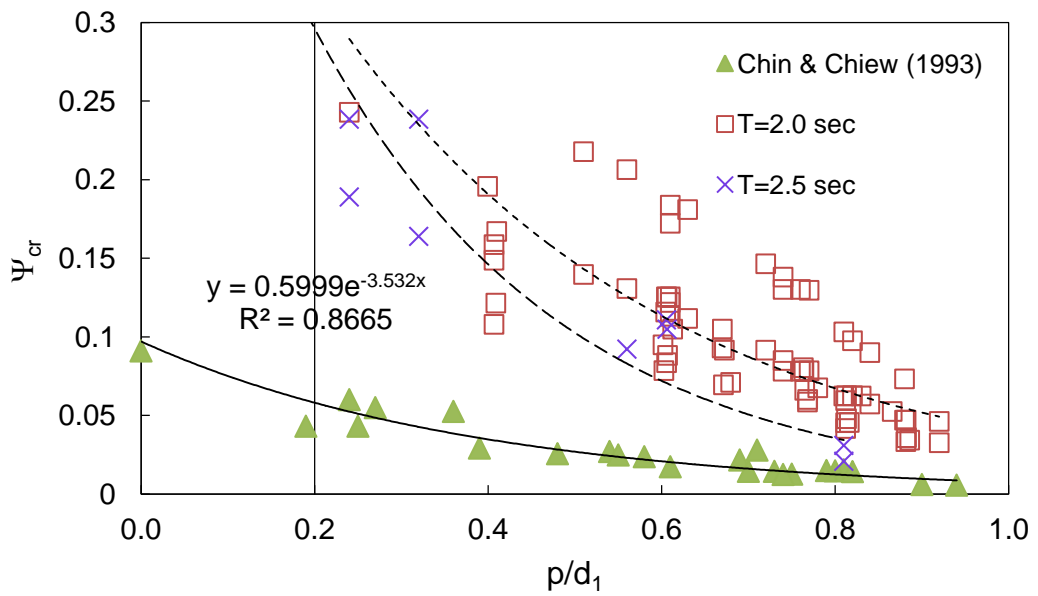 0.3
0.25
0.2
0.15
0.1
0.05
0
Ψcr
Chin & Chiew (1993)
T=2.0 sec
T=2.5 sec
y = 0.5999e^-3.532x
R² = 0.8665
0.0 0.2 0.4 0.6 0.8 1.0
p/d₁